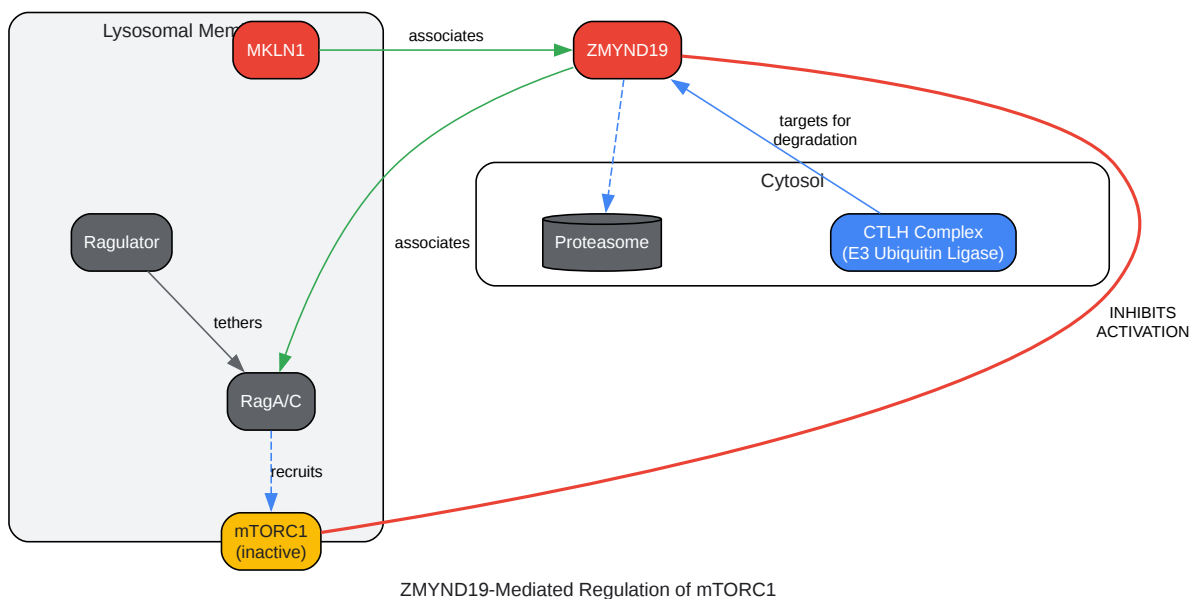 Lysosomal Mem
MKLN1
associates
ZMYND19
targets for
degradation
Cytosol
Ragulator
associates
Proteasome
CTLH Complex
(E3 Ubiquitin Ligase)
tethers
INHIBITS
ACTIVATION
RagA/C
recruits
mTORC1
(inactive)
ZMYND19-Mediated Regulation of mTORC1